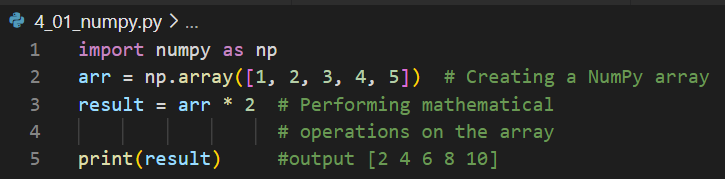 4_01_numpy.py > ...
1 import numpy as np
2 arr = np.array([1, 2, 3, 4, 5])  # Creating a NumPy array
3 result = arr * 2  # Performing mathematical
4                   # operations on the array
5 print(result)     #output [2 4 6 8 10]